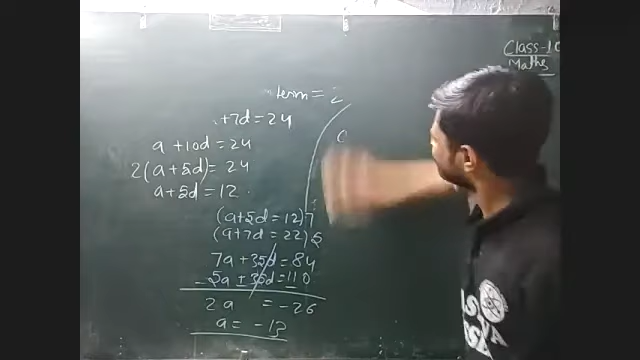 Class-10
Maths
term =
+7d=24
a +10d=24
2(a+5d)=24
a+5d=12
(a+5d=12)7
(a+7d=22)5
7a+35d=84
-5a+35d=110
2a =-26
a=-13